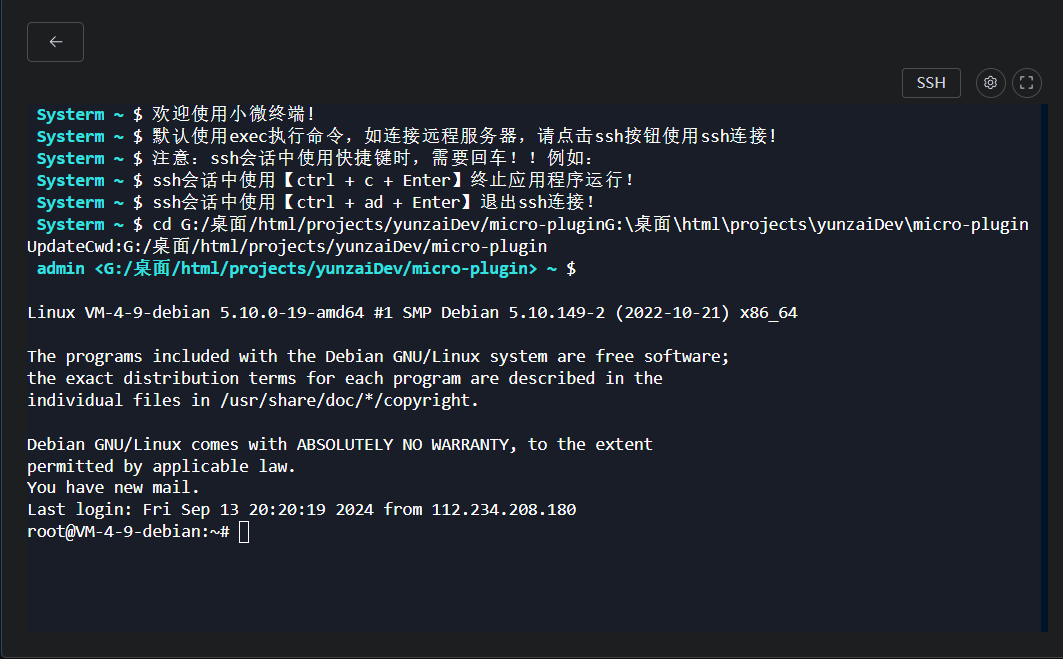 SSH
Systerm ~ $ 欢迎使用小微终端！
Systerm ~ $ 默认使用exec执行命令，如连接远程服务器，请点击ssh按钮使用ssh连接！
Systerm ~ $ 注意：ssh会话中使用快捷键时，需要回车！！例如：
Systerm ~ $ ssh会话中使用【ctrl + c + Enter】终止应用程序运行！
Systerm ~ $ ssh会话中使用【ctrl + ad + Enter】退出ssh连接！
Systerm ~ $ cd G:/桌面/html/projects/yunzaiDev/micro-pluginG:\桌面\html\projects\yunzaiDev\micro-plugin
UpdateCwd:G:/桌面/html/projects/yunzaiDev/micro-plugin
admin <G:/桌面/html/projects/yunzaiDev/micro-plugin> ~ $
Linux VM-4-9-debian 5.10.0-19-amd64 #1 SMP Debian 5.10.149-2 (2022-10-21) x86_64
The programs included with the Debian GNU/Linux system are free software;
the exact distribution terms for each program are described in the
individual files in /usr/share/doc/*/copyright.
Debian GNU/Linux comes with ABSOLUTELY NO WARRANTY, to the extent
permitted by applicable law.
You have new mail.
Last login: Fri Sep 13 20:20:19 2024 from 112.234.208.180
root@VM-4-9-debian:~#